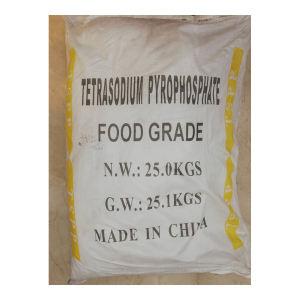 TETRASODIUM PYROPHOSPHATE
FOOD GRADE
N.W.: 25.0KGS
G.W.: 25.1KGS
MADE IN CHINA